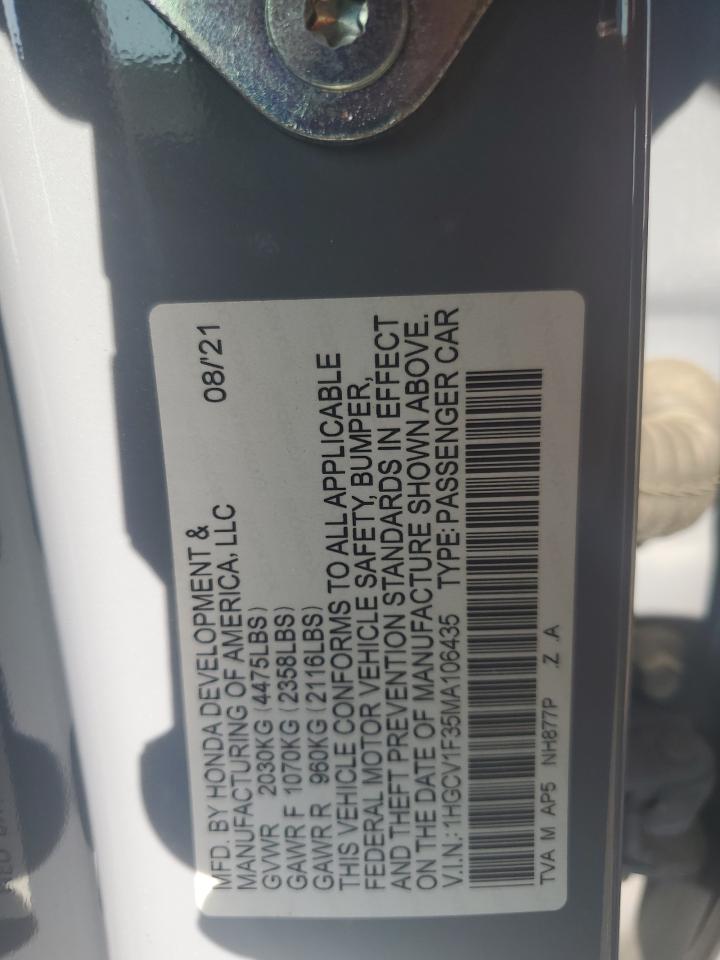 MFD. BY HONDA DEVELOPMENT &
MANUFACTURING OF AMERICA, LLC 08/'21
GVWR 2030KG (4475LBS)
GAWR F 1070KG (2358LBS)
GAWR R 960KG (2116LBS)
THIS VEHICLE CONFORMS TO ALL APPLICABLE
FEDERAL MOTOR VEHICLE SAFETY, BUMPER,
AND THEFT PREVENTION STANDARDS IN EFFECT
ON THE DATE OF MANUFACTURE SHOWN ABOVE.
V.I.N.: 1HGCV1F35MA106435 TYPE: PASSENGER CAR
TVA M AP5 NH877P .Z .A